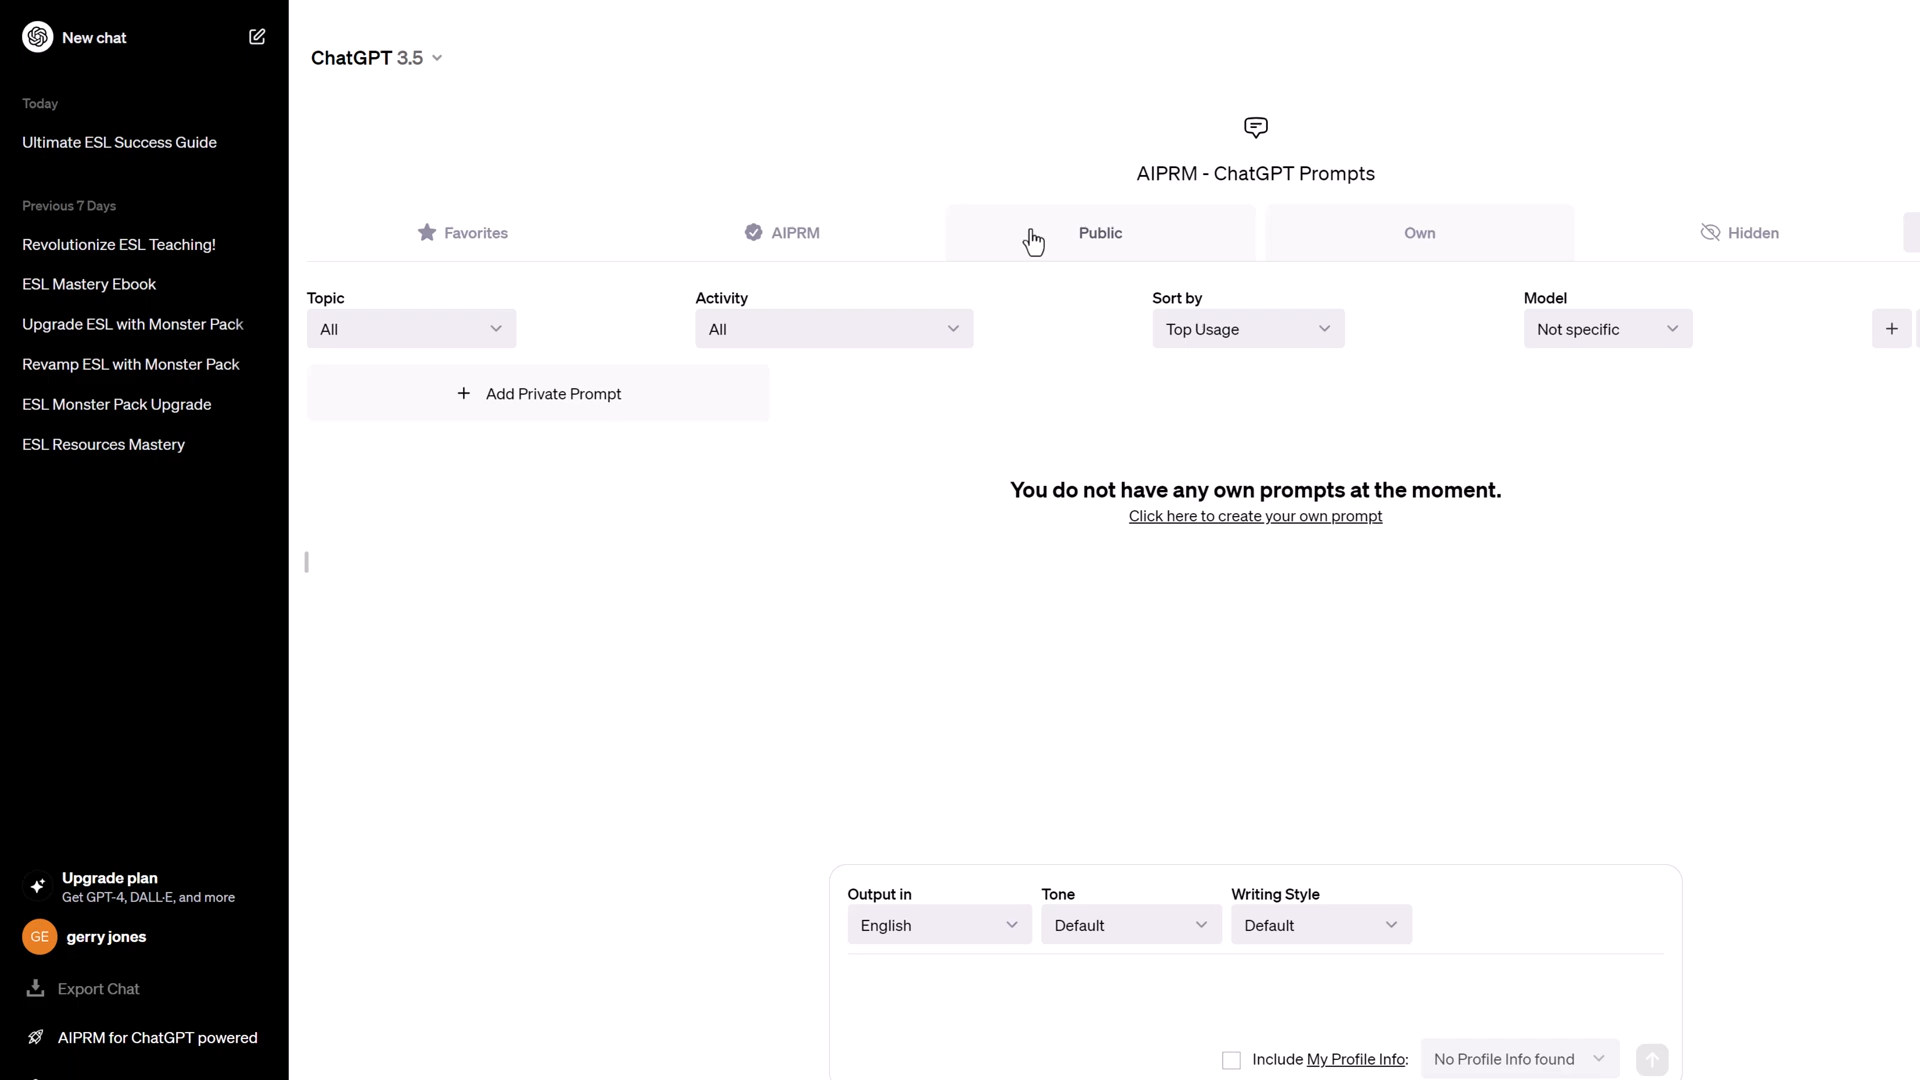 New chat
Today
Ultimate ESL Success Guide
Previous 7 Days
Revolutionize ESL Teaching!
ESL Mastery Ebook
Upgrade ESL with Monster Pack
Revamp ESL with Monster Pack
ESL Monster Pack Upgrade
ESL Resources Mastery
Upgrade plan
Get GPT-4, DALL·E, and more
GE gerry jones
Export Chat
AIPRM for ChatGPT powered
ChatGPT 3.5
AIPRM - ChatGPT Prompts
Favorites AIPRM Public Own Hidden
Topic Activity Sort by Model
All All Top Usage Not specific +
+ Add Private Prompt
You do not have any own prompts at the moment.
Click here to create your own prompt
Output in Tone Writing Style
English Default Default
Include My Profile Info: No Profile Info found